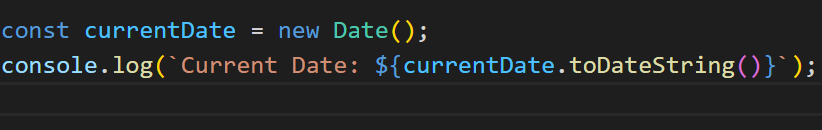 const currentDate = new Date();
console.log(`Current Date: ${currentDate.toDateString()}`);